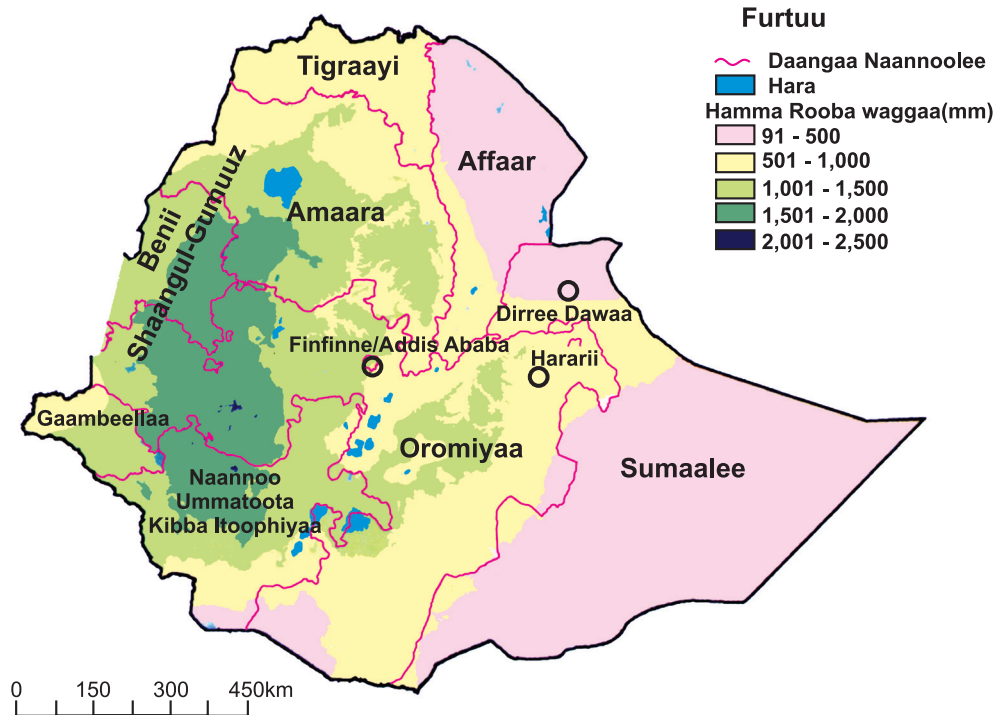 Furtuu
Daangaa Naannoolee
Hara
Hamma Rooba waggaa(mm)
91 - 500
501 - 1,000
1,001 - 1,500
1,501 - 2,000
2,001 - 2,500
Tigraayi
Affaar
Amaara
Benii
Shaangul-Gumuuz
Dirree Dawaa
Finfinne/Addis Ababa
Hararii
Gaambeellaa
Oromiyaa
Sumaalee
Naannoo
Ummatoota
Kibba Itoophiyaa
0 150 300 450km